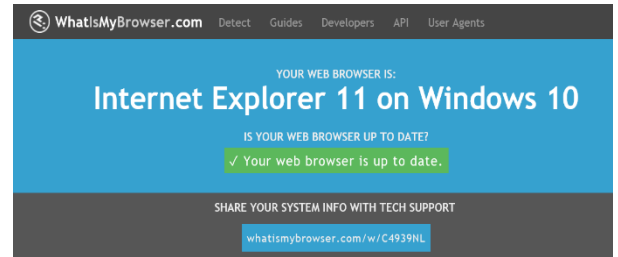 WhatIsMyBrowser.com Detect Guides Developers API User Agents
YOUR WEB BROWSER IS:
Internet Explorer 11 on Windows 10
IS YOUR WEB BROWSER UP TO DATE?
✓ Your web browser is up to date.
SHARE YOUR SYSTEM INFO WITH TECH SUPPORT
whatismybrowser.com/w/C4939NL